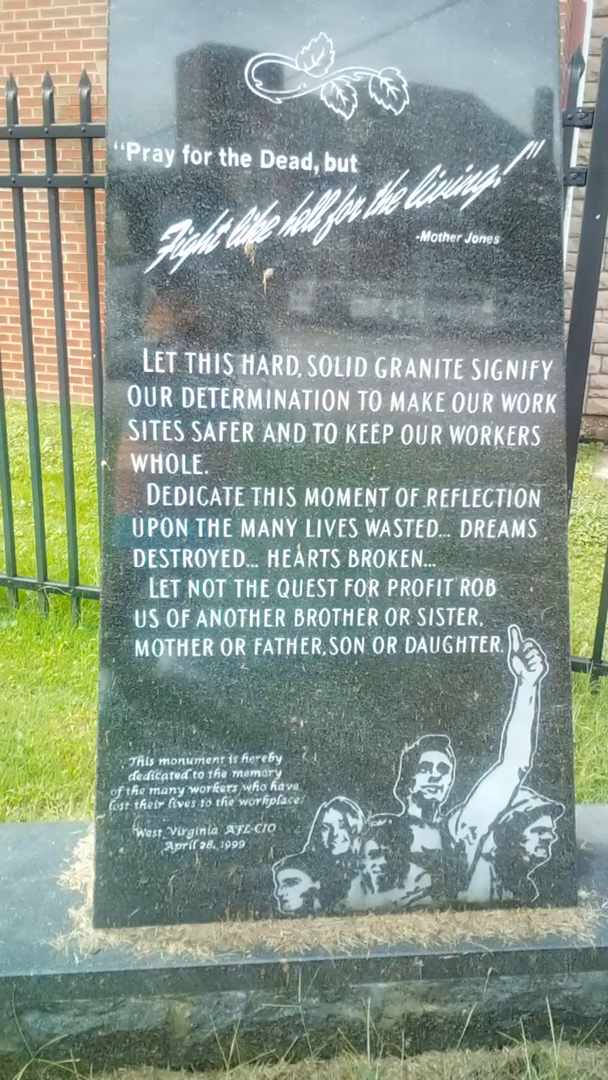 “Pray for the Dead, but
Fight like hell for the living!”
-Mother Jones
LET THIS HARD, SOLID GRANITE SIGNIFY
OUR DETERMINATION TO MAKE OUR WORK
SITES SAFER AND TO KEEP OUR WORKERS
WHOLE.
DEDICATE THIS MOMENT OF REFLECTION
UPON THE MANY LIVES WASTED... DREAMS
DESTROYED... HEARTS BROKEN...
LET NOT THE QUEST FOR PROFIT ROB
US OF ANOTHER BROTHER OR SISTER,
MOTHER OR FATHER, SON OR DAUGHTER.
This monument is hereby
dedicated to the memory
of the many workers who have
lost their lives to the workplace.
West Virginia AFL-CIO
April 28, 1999